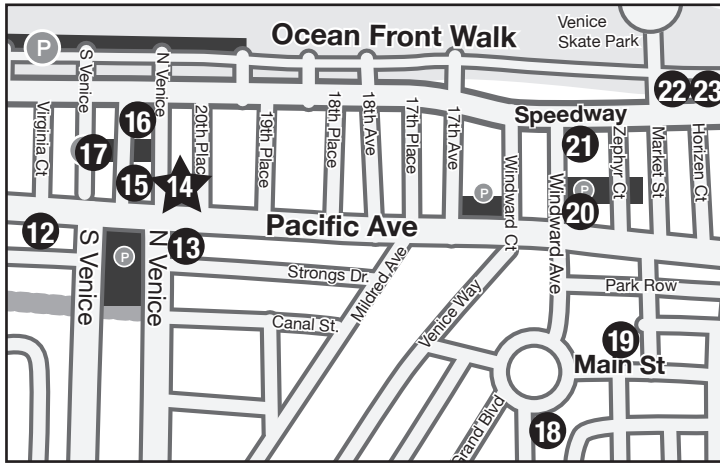 Ocean Front Walk
Venice
Skate Park
P
S Venice
N Venice
22
23
Speedway
Virginia Ct
16
20th Plac
19th Place
18th Place
18th Ave
17th Place
17th Ave
17
15
14
21
Zephyr Ct
Market St
Horizen Ct
P
P
20
Windward Ct
Windward Ave
Pacific Ave
12
S Venice
P
N Venice
13
Strongs Dr.
Mildred Ave
Venice Way
Park Row
Canal St.
19
Main St
Grand Blvd
18